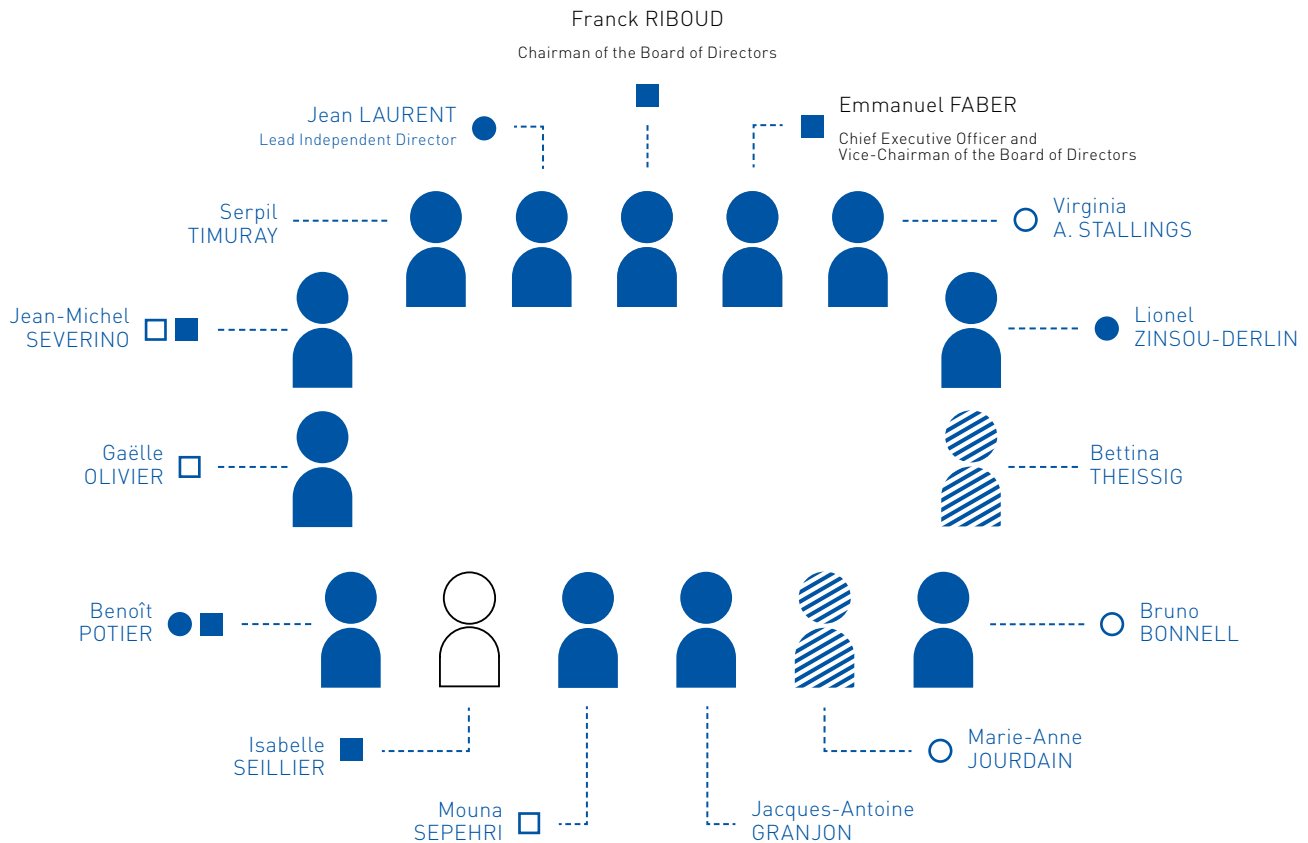 Franck RIBOUD
Chairman of the Board of Directors
Jean LAURENT
Lead Independent Director
Emmanuel FABER
Chief Executive Officer and
Vice-Chairman of the Board of Directors
Serpil
TIMURAY
Virginia
A. STALLINGS
Jean-Michel
SEVERINO
Lionel
ZINSOU-DERLIN
Gaëlle
OLIVIER
Bettina
THEISSIG
Benoît
POTIER
Bruno
BONNELL
Isabelle
SEILLIER
Marie-Anne
JOURDAIN
Mouna
SEPEHRI
Jacques-Antoine
GRANJON